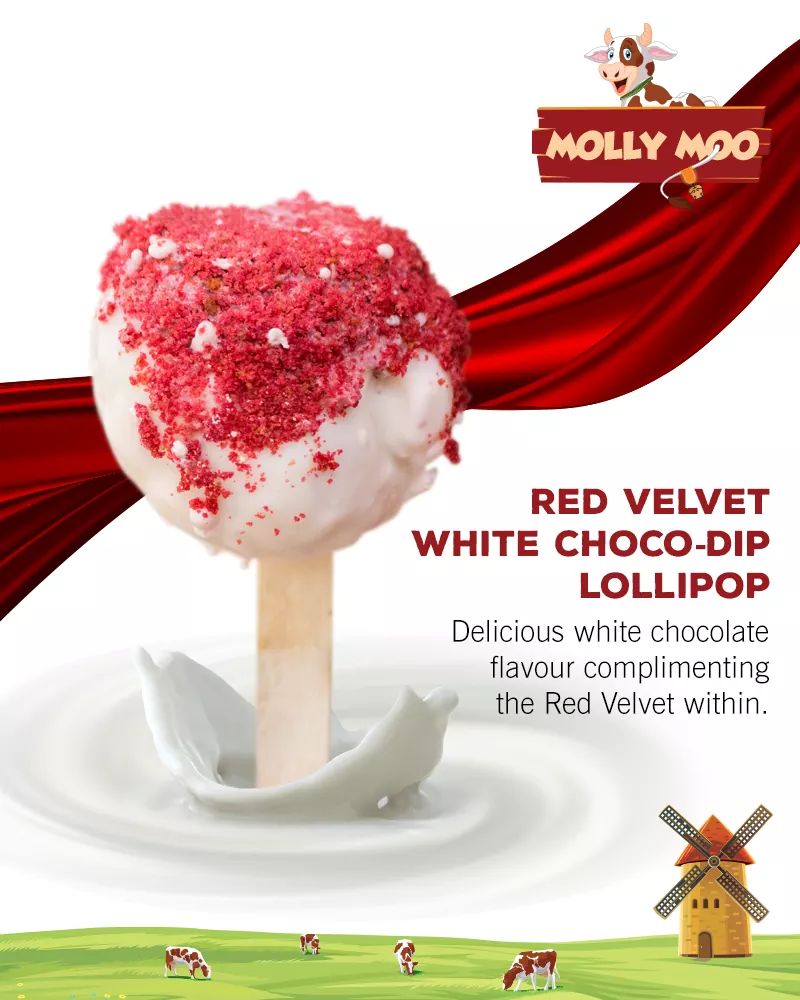 MOLLY MOO
RED VELVET
WHITE CHOCO-DIP
LOLLIPOP
Delicious white chocolate
flavour complimenting
the Red Velvet within.